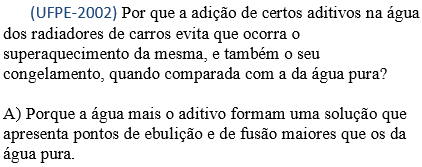 (UFPE-2002) Por que a adição de certos aditivos na água
dos radiadores de carros evita que ocorra o
superaquecimento da mesma, e também o seu
congelamento, quando comparada com a da água pura?
A) Porque a água mais o aditivo formam uma solução que
apresenta pontos de ebulição e de fusão maiores que os da
água pura.